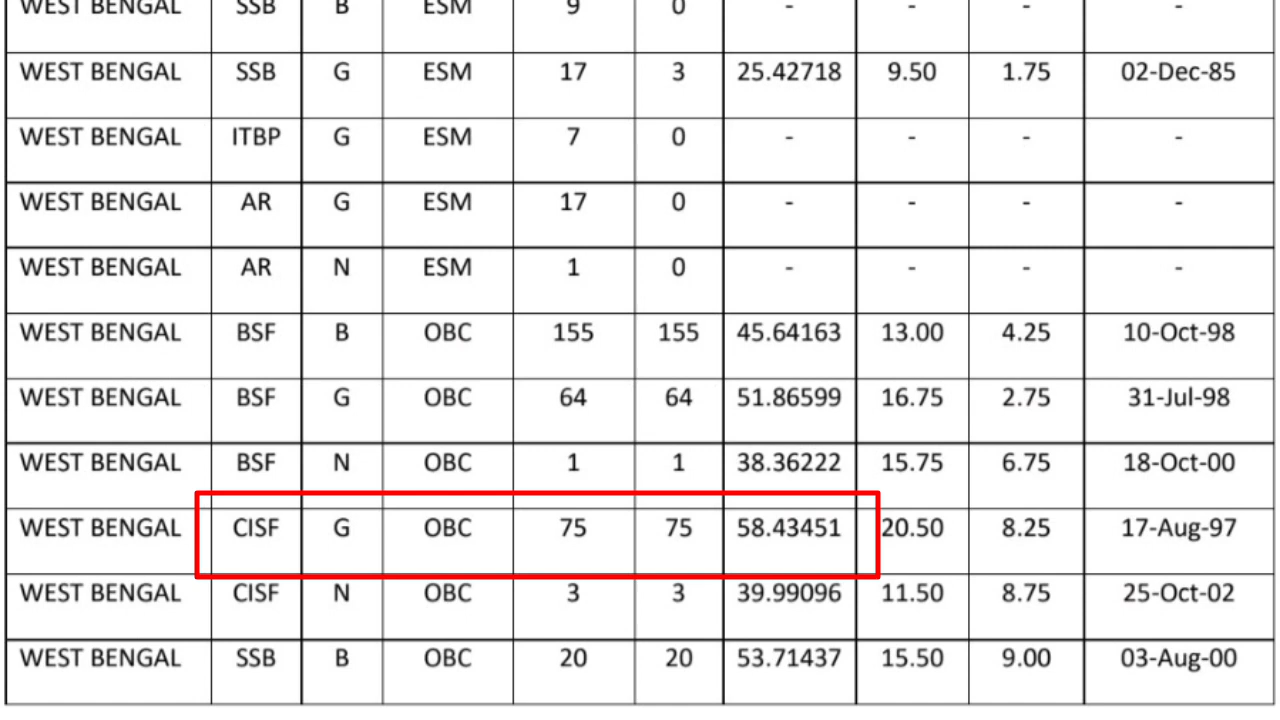 WEST BENGAL SSB B ESM 9 0 - - - -
WEST BENGAL SSB G ESM 17 3 25.42718 9.50 1.75 02-Dec-85
WEST BENGAL ITBP G ESM 7 0 - - - -
WEST BENGAL AR G ESM 17 0 - - - -
WEST BENGAL AR N ESM 1 0 - - - -
WEST BENGAL BSF B OBC 155 155 45.64163 13.00 4.25 10-Oct-98
WEST BENGAL BSF G OBC 64 64 51.86599 16.75 2.75 31-Jul-98
WEST BENGAL BSF N OBC 1 1 38.36222 15.75 6.75 18-Oct-00
WEST BENGAL CISF G OBC 75 75 58.43451 20.50 8.25 17-Aug-97
WEST BENGAL CISF N OBC 3 3 39.99096 11.50 8.75 25-Oct-02
WEST BENGAL SSB B OBC 20 20 53.71437 15.50 9.00 03-Aug-00